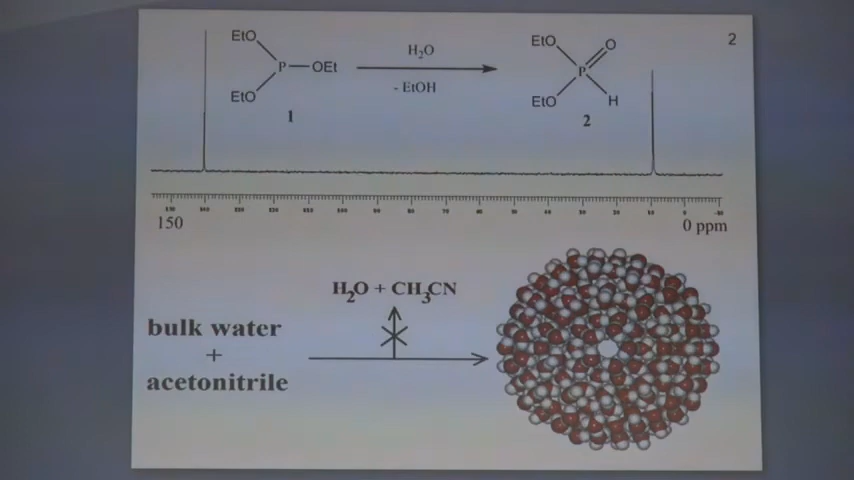 2
EtO
H₂O
EtO
O
P—OEt
P
- EtOH
EtO
EtO
H
1
2
150
0 ppm
H₂O + CH₃CN
bulk water
+
acetonitrile